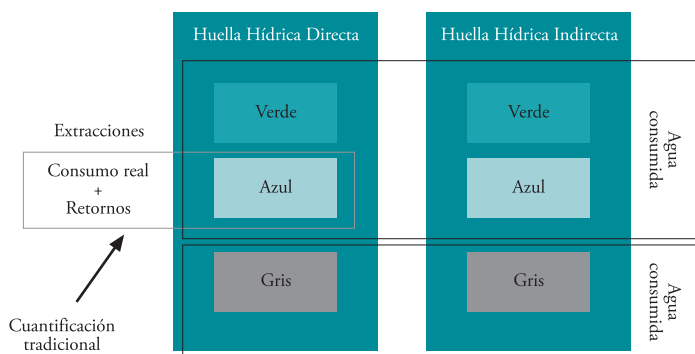 Huella Hídrica Directa
Huella Hídrica Indirecta
Verde
Verde
Extracciones
Consumo real
+
Retornos
Azul
Azul
Agua
consumida
Gris
Gris
Agua
consumida
Cuantificación
tradicional